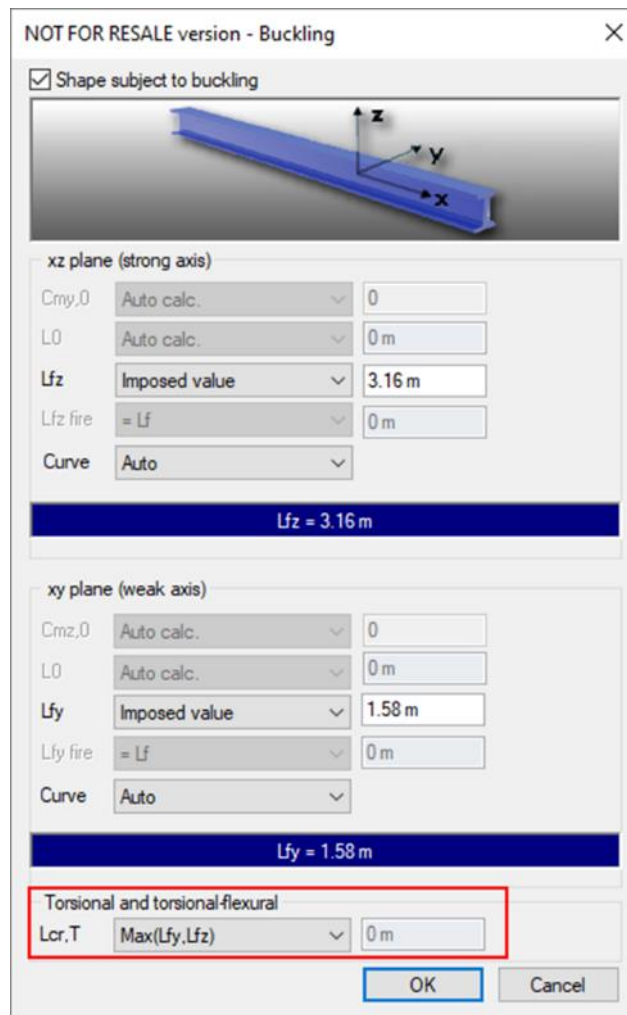 NOT FOR RESALE version - Buckling
Shape subject to buckling
z
y
x
xz plane (strong axis)
Cmy,0 Auto calc. 0
L0 Auto calc. 0 m
Lfz Imposed value 3.16 m
Lfz fire = Lf 0 m
Curve Auto
Lfz = 3.16 m
xy plane (weak axis)
Cmz,0 Auto calc. 0
L0 Auto calc. 0 m
Lfy Imposed value 1.58 m
Lfy fire = Lf 0 m
Curve Auto
Lfy = 1.58 m
Torsional and torsional-flexural
Lcr,T Max(Lfy,Lfz) 0 m
OK Cancel